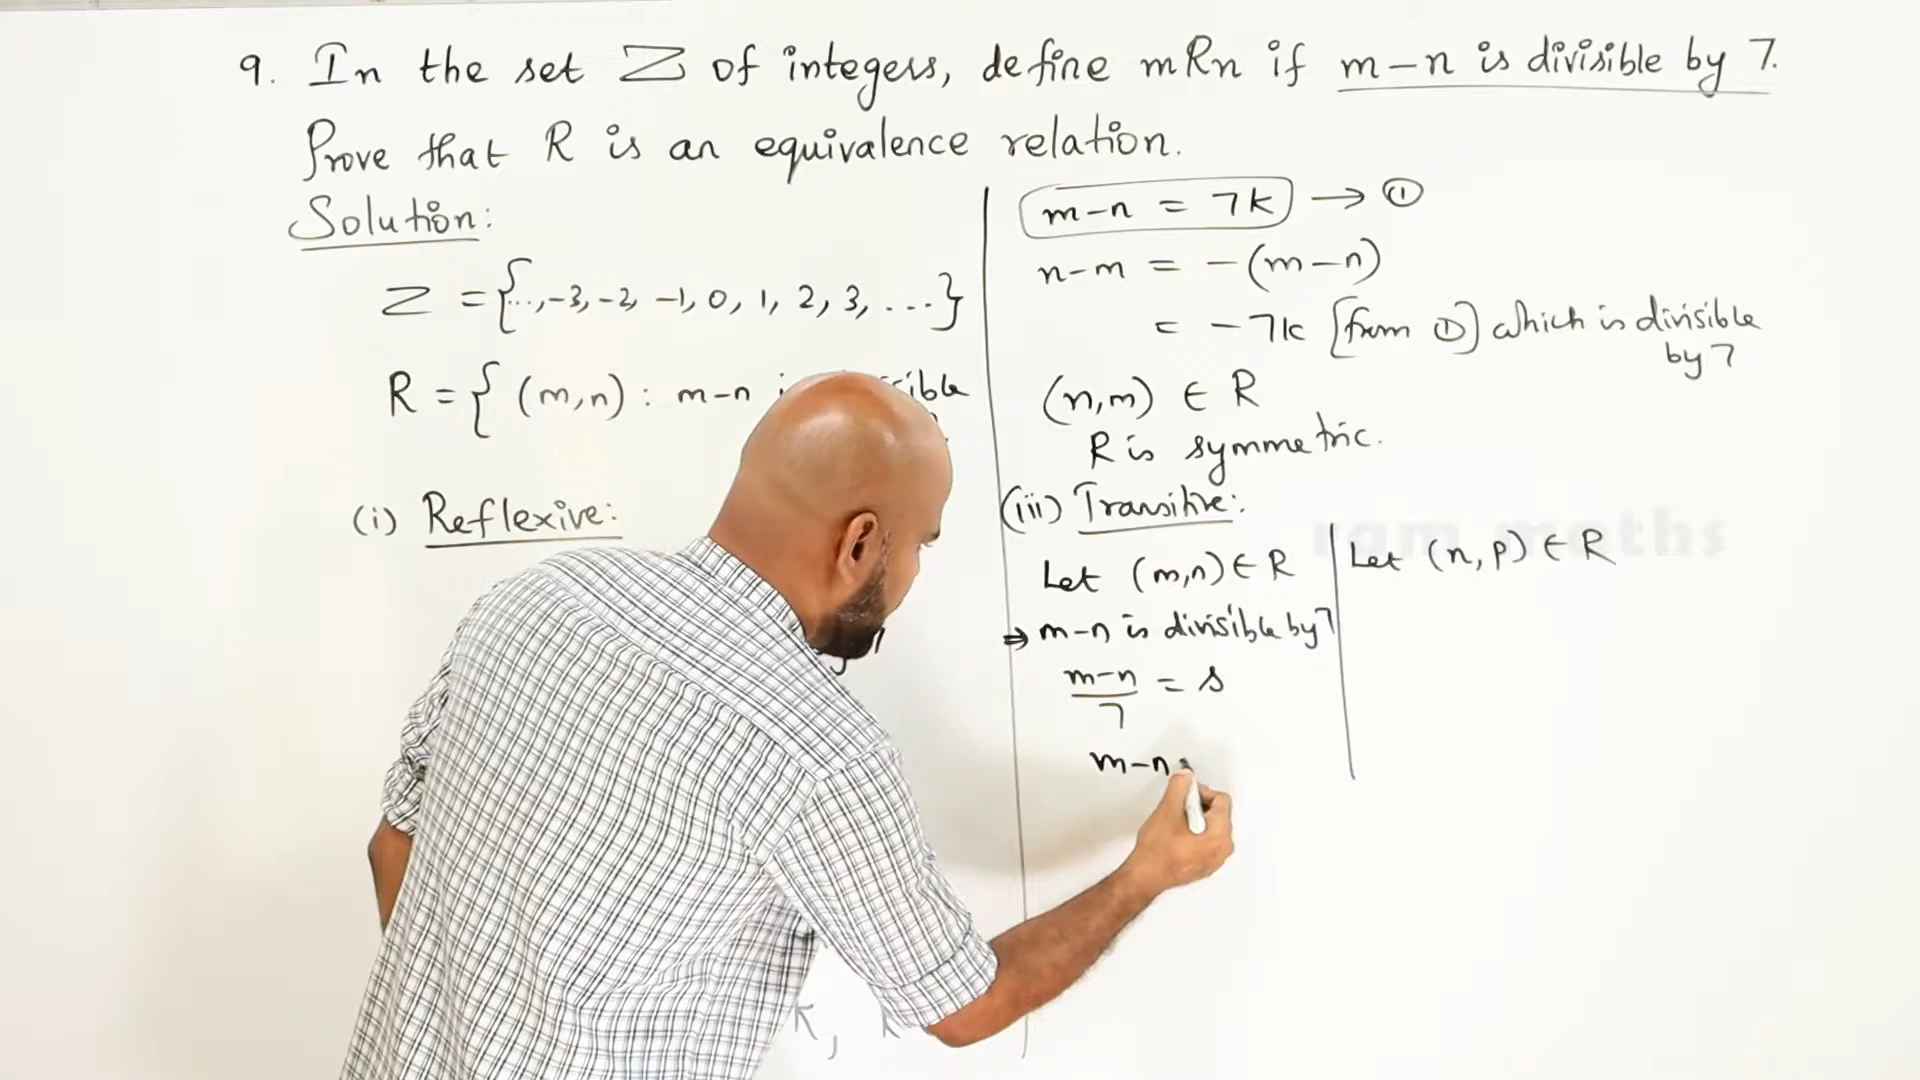 9. In the set Z of integers, define mRn if m-n is divisible by 7.
Prove that R is an equivalence relation.
Solution:
Z = {..., -3, -2, -1, 0, 1, 2, 3, ...}
R = { (m,n) : m-n
(i) Reflexive:
m-n = 7k → ①
n-m = -(m-n)
= -7k [from ①] which is divisible
by 7
(n,m) ∈ R
R is symmetric.
(iii) Transitive:
Let (m,n) ∈ R
⇒ m-n is divisible by 7
m-n
—— = s
7
m-n
Let (n,p) ∈ R
ram maths